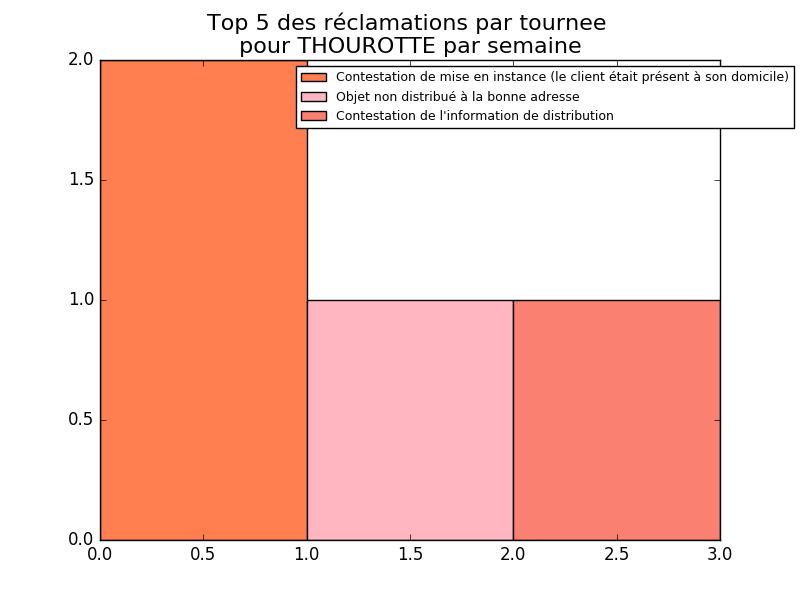 Top 5 des réclamations par tournee
pour THOUROTTE par semaine
Contestation de mise en instance (le client était présent à son domicile)
Objet non distribué à la bonne adresse
Contestation de l'information de distribution
2.0
1.5
1.0
0.5
0.0
0.0 0.5 1.0 1.5 2.0 2.5 3.0